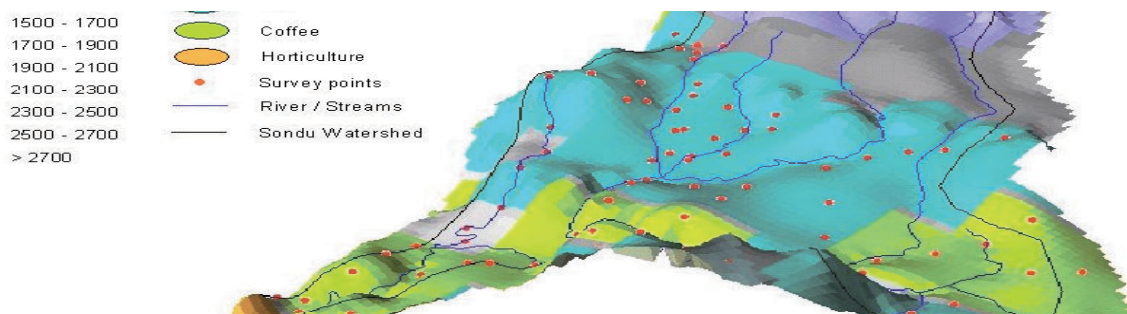 1500 - 1700
1700 - 1900
1900 - 2100
2100 - 2300
2300 - 2500
2500 - 2700
> 2700
Coffee
Horticulture
Survey points
River / Streams
Sondu Watershed